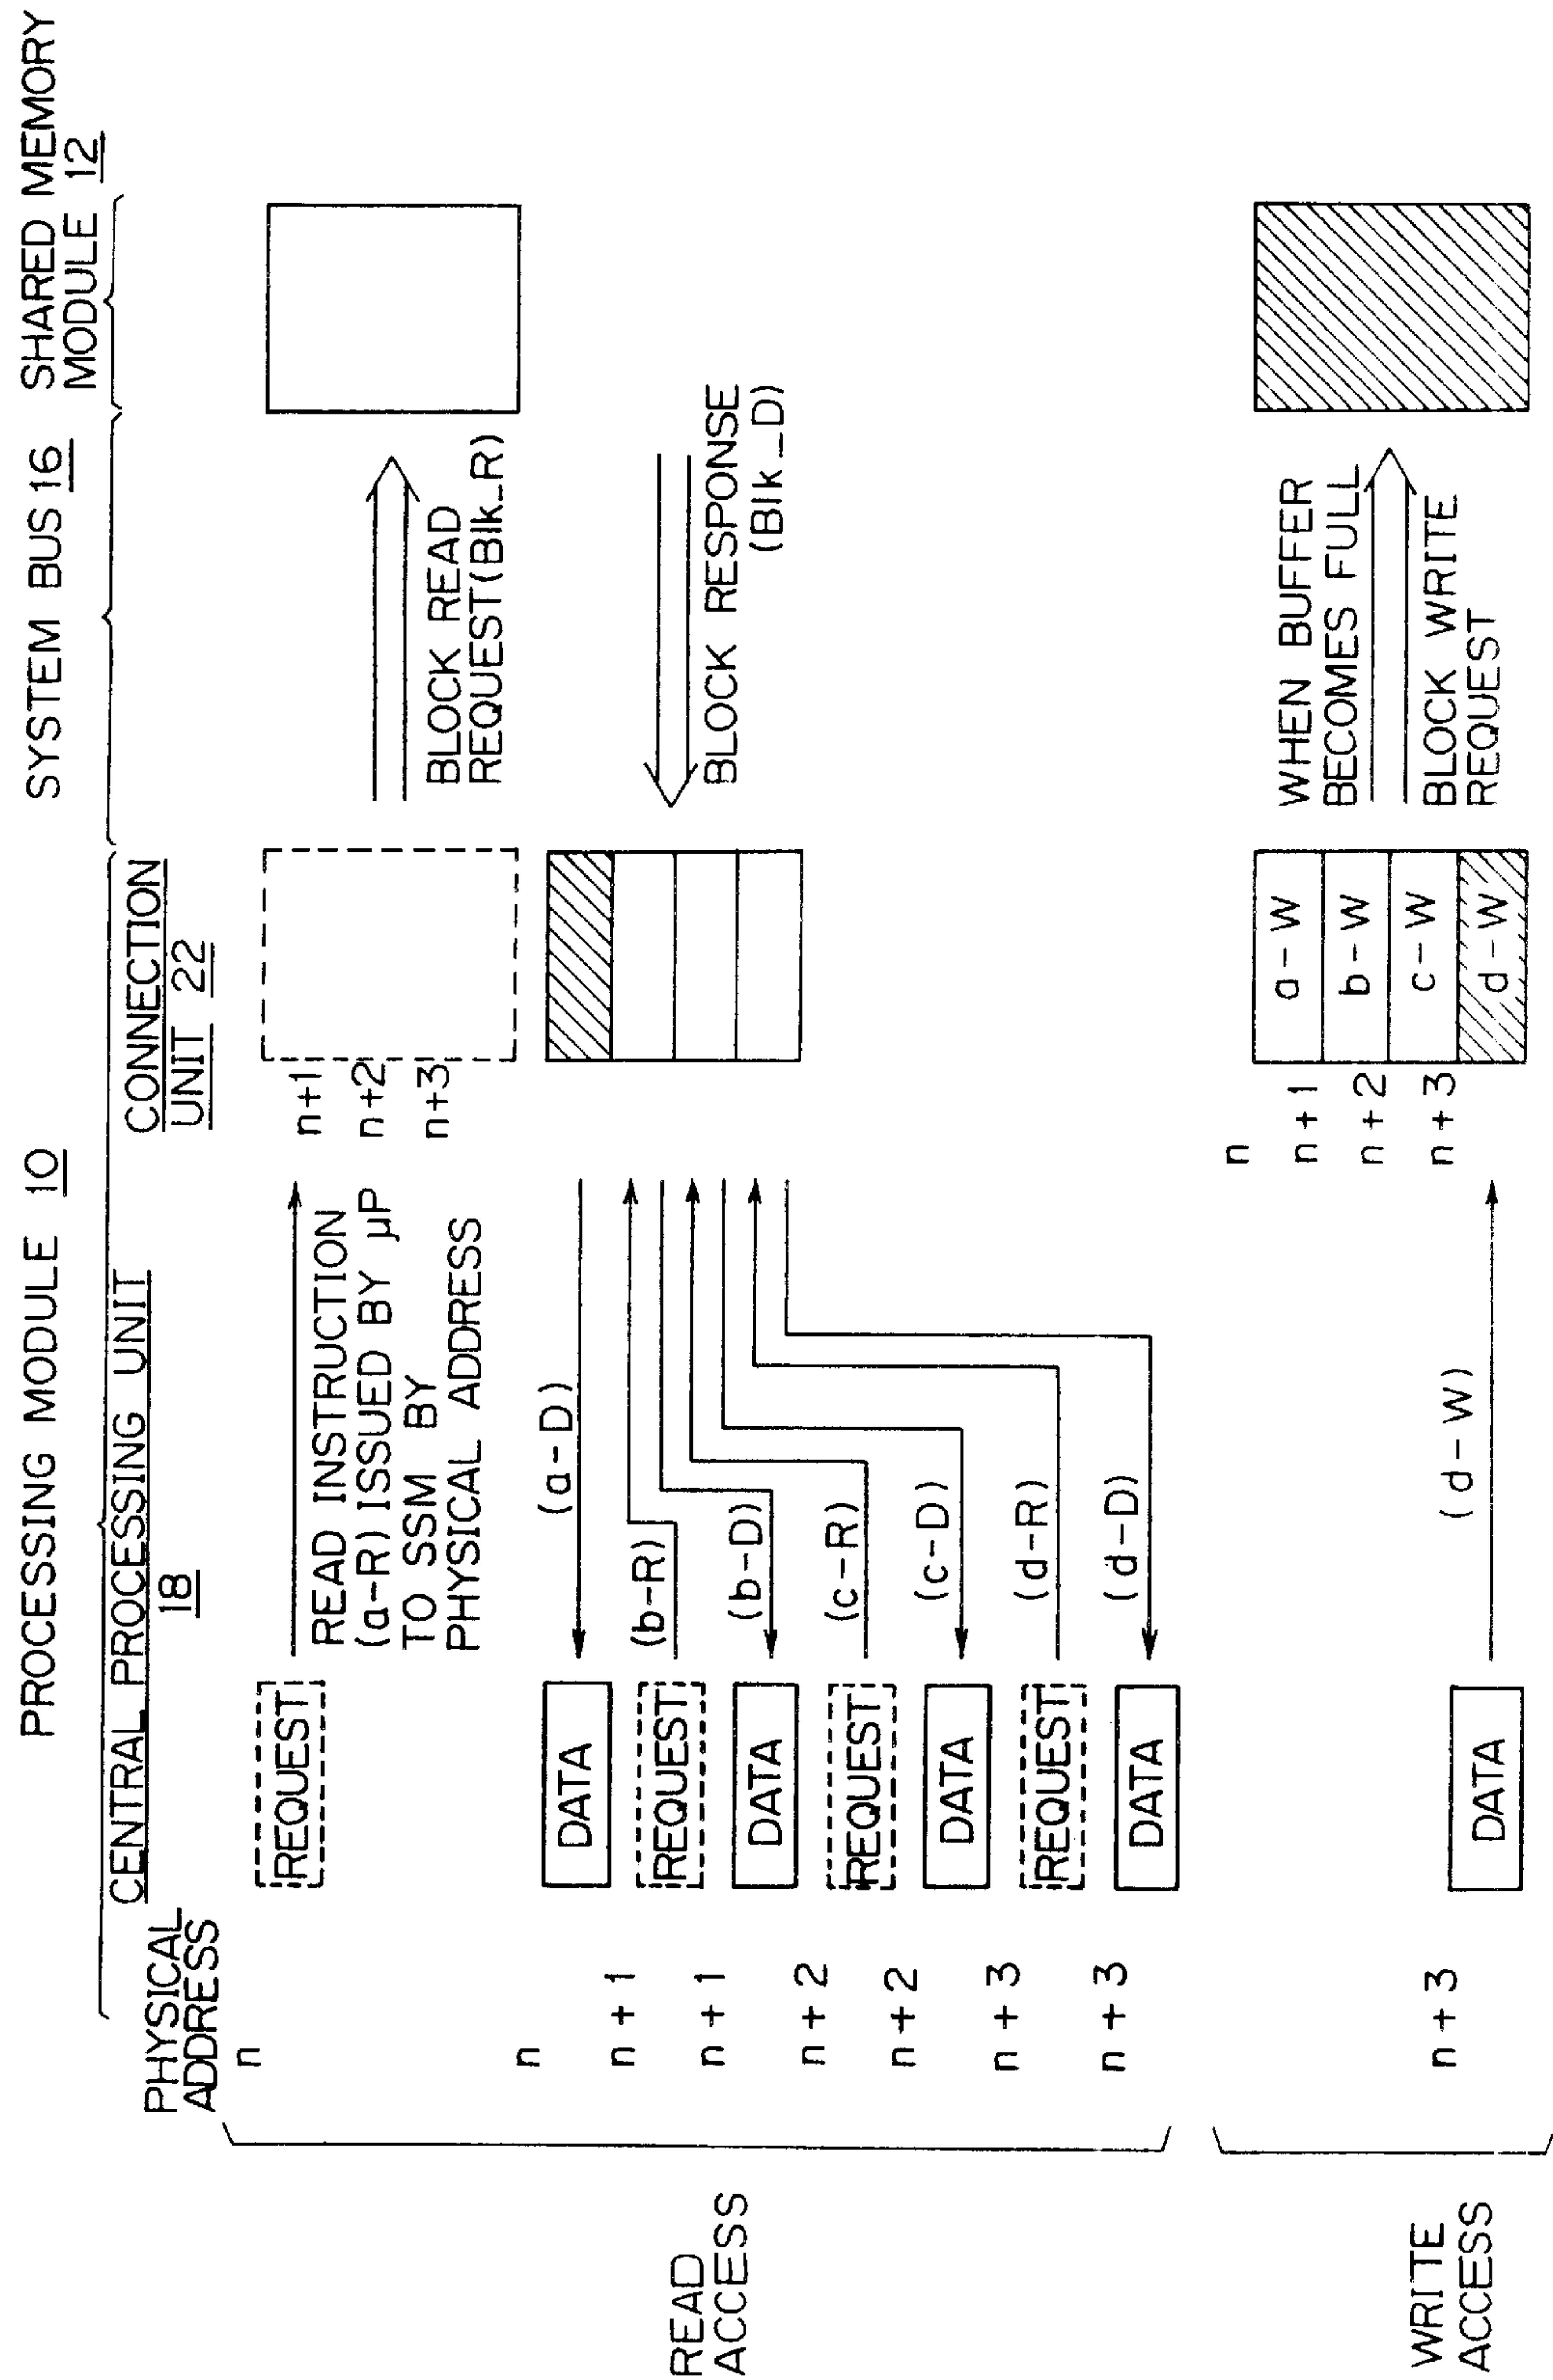 PROCESSING MODULE 10
SYSTEM BUS 16
SHARED MEMORY
MODULE 12
CENTRAL PROCESSING UNIT
18
CONNECTION
UNIT 22
PHYSICAL
ADDRESS
READ
ACCESS
n
REQUEST
READ INSTRUCTION
(a-R) ISSUED BY μP
TO SSM BY
PHYSICAL ADDRESS
n+1
n+2
n+3
BLOCK READ
REQUEST(Blk_R)
n
DATA
(a-D)
BLOCK RESPONSE
(Blk_D)
n + 1
REQUEST
(b-R)
n + 1
DATA
(b-D)
n + 2
REQUEST
(c-R)
n + 2
DATA
(c-D)
n + 3
REQUEST
(d-R)
n + 3
DATA
(d-D)
WRITE
ACCESS
n + 3
DATA
(d-W)
n
n + 1
n + 2
n + 3
a-W
b-W
c-W
d-W
WHEN BUFFER
BECOMES FULL
BLOCK WRITE
REQUEST